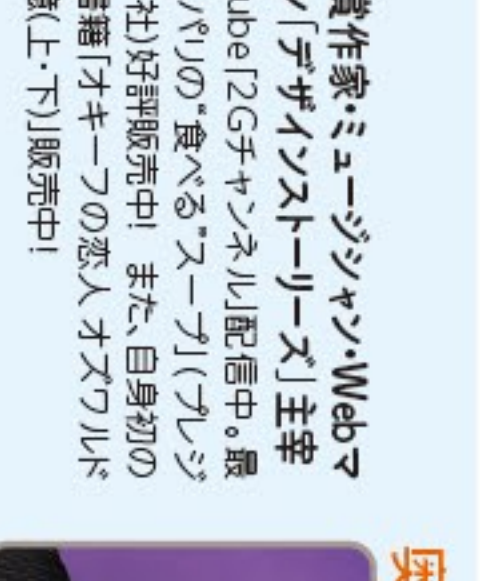 賞作家・ミュージシャン・Webマ
ン「デザインストーリーズ」主宰
ube「2Gチャンネル」配信中。最
パリの“食べる”スープ」(プレジ
社)好評販売中! また、自身初の
書籍「オキーフの恋人 オズワルド
(上・下)」販売中!